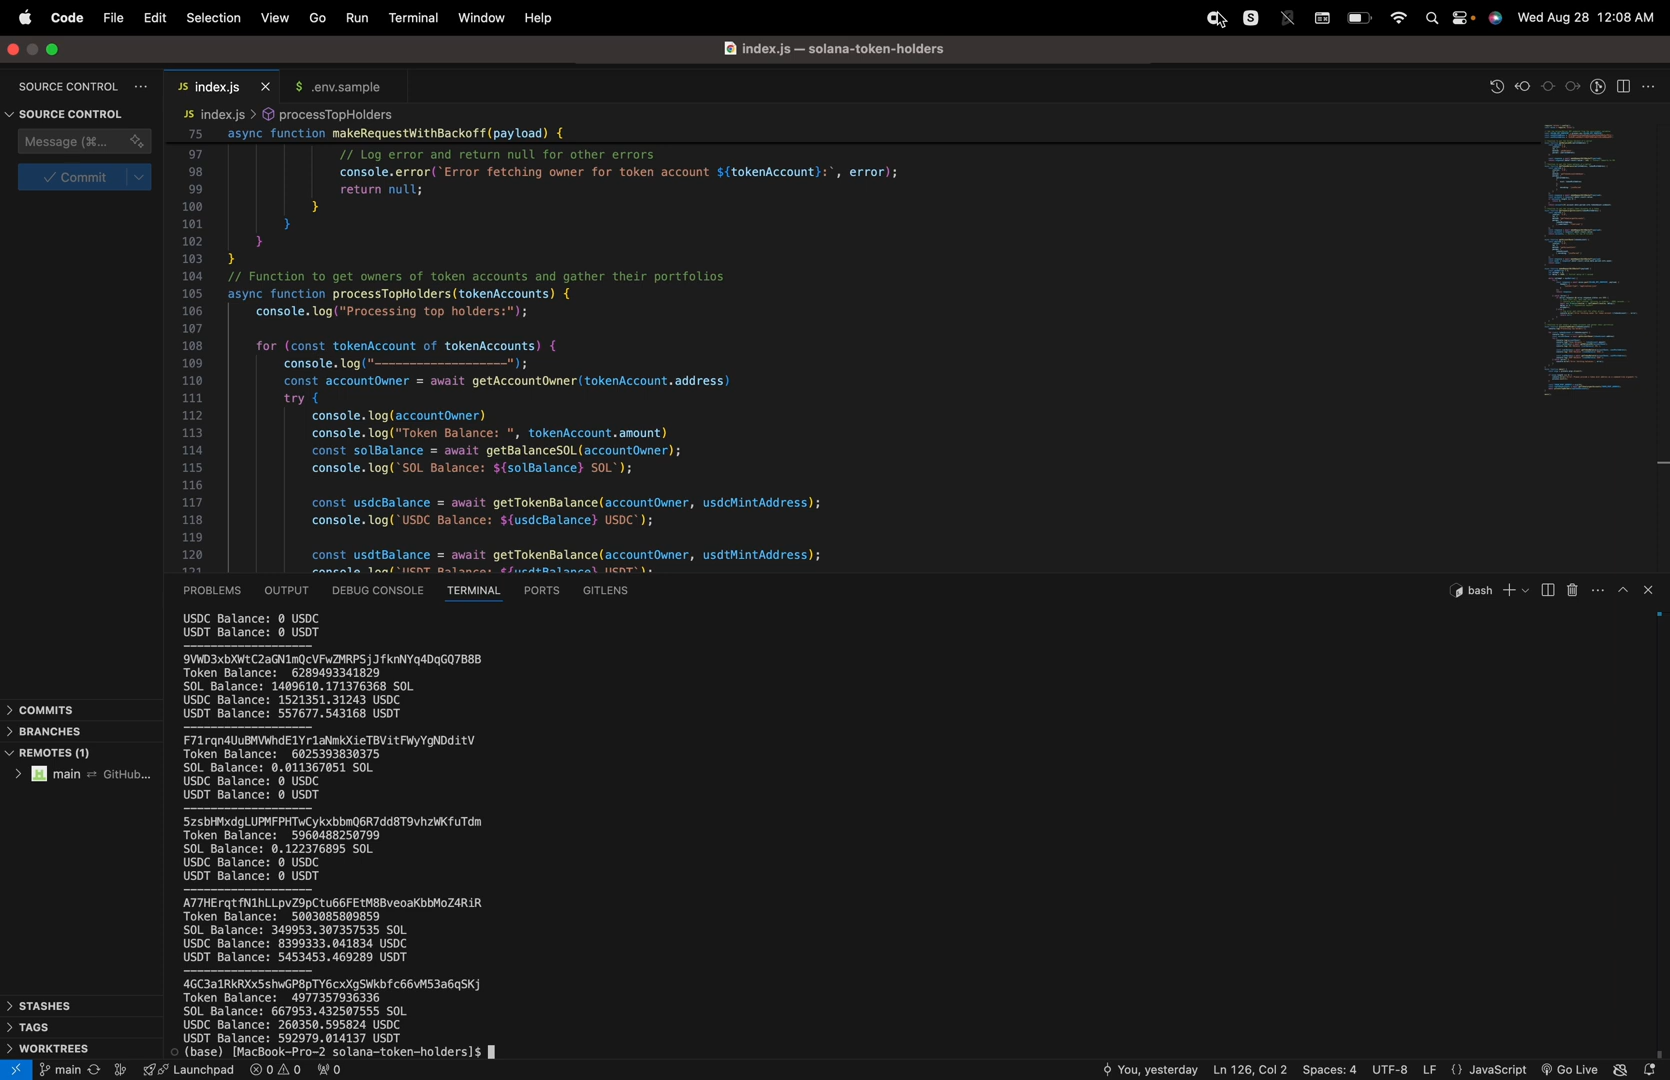 Code File Edit Selection View Go Run Terminal Window Help S Wed Aug 28 12:08 AM
index.js — solana-token-holders
SOURCE CONTROL ···
JS index.js × $ .env.sample
SOURCE CONTROL
JS index.js > processTopHolders
Message (⌘...
✓ Commit
75 async function makeRequestWithBackoff(payload) {
97 // Log error and return null for other errors
98 console.error(`Error fetching owner for token account ${tokenAccount}:`, error);
99 return null;
100 }
101 }
102 }
103 }
104 // Function to get owners of token accounts and gather their portfolios
105 async function processTopHolders(tokenAccounts) {
106 console.log("Processing top holders:");
107
108 for (const tokenAccount of tokenAccounts) {
109 console.log("———————————————————");
110 const accountOwner = await getAccountOwner(tokenAccount.address)
111 try {
112 console.log(accountOwner)
113 console.log("Token Balance: ", tokenAccount.amount)
114 const solBalance = await getBalanceSOL(accountOwner);
115 console.log(`SOL Balance: ${solBalance} SOL`);
116
117 const usdcBalance = await getTokenBalance(accountOwner, usdcMintAddress);
118 console.log(`USDC Balance: ${usdcBalance} USDC`);
119
120 const usdtBalance = await getTokenBalance(accountOwner, usdtMintAddress);
121 console.log(`USDT Balance: ${usdtBalance} USDT`);
PROBLEMS OUTPUT DEBUG CONSOLE TERMINAL PORTS GITLENS
bash
USDC Balance: 0 USDC
USDT Balance: 0 USDT
———————————————————
9VWD3xbXWtC2aGN1mQcVFwZMRPSjJfknNYq4DqGQ7B8B
Token Balance:  6289493341829
SOL Balance: 1409610.171376368 SOL
USDC Balance: 1521351.31243 USDC
USDT Balance: 557677.543168 USDT
———————————————————
F71rqn4UuBMVWhdE1Yr1aNmkXieTBVitFWyYgNDditV
Token Balance:  6025393830375
SOL Balance: 0.011367051 SOL
USDC Balance: 0 USDC
USDT Balance: 0 USDT
———————————————————
5zsbHMxdgLUPMFPHTwCykxbbmQ6R7dd8T9vhzWKfuTdm
Token Balance:  5960488250799
SOL Balance: 0.122376895 SOL
USDC Balance: 0 USDC
USDT Balance: 0 USDT
———————————————————
A77HErqtfN1hLLpvZ9pCtu66FEtM8BveoaKbbMoZ4RiR
Token Balance:  5003085809859
SOL Balance: 349953.307357535 SOL
USDC Balance: 8399333.041834 USDC
USDT Balance: 5453453.469289 USDT
———————————————————
4GC3a1RkRXx5shwGP8pTY6cxXgSWkbfc66vM53a6qSKj
Token Balance:  4977357936336
SOL Balance: 667953.432507555 SOL
USDC Balance: 260350.595824 USDC
USDT Balance: 592979.014137 USDT
(base) [MacBook-Pro-2 solana-token-holders]$
COMMITS
BRANCHES
REMOTES (1)
main ⇄ GitHub...
STASHES
TAGS
WORKTREES
main Launchpad 0 0 0 You, yesterday Ln 126, Col 2 Spaces: 4 UTF-8 LF {} JavaScript Go Live